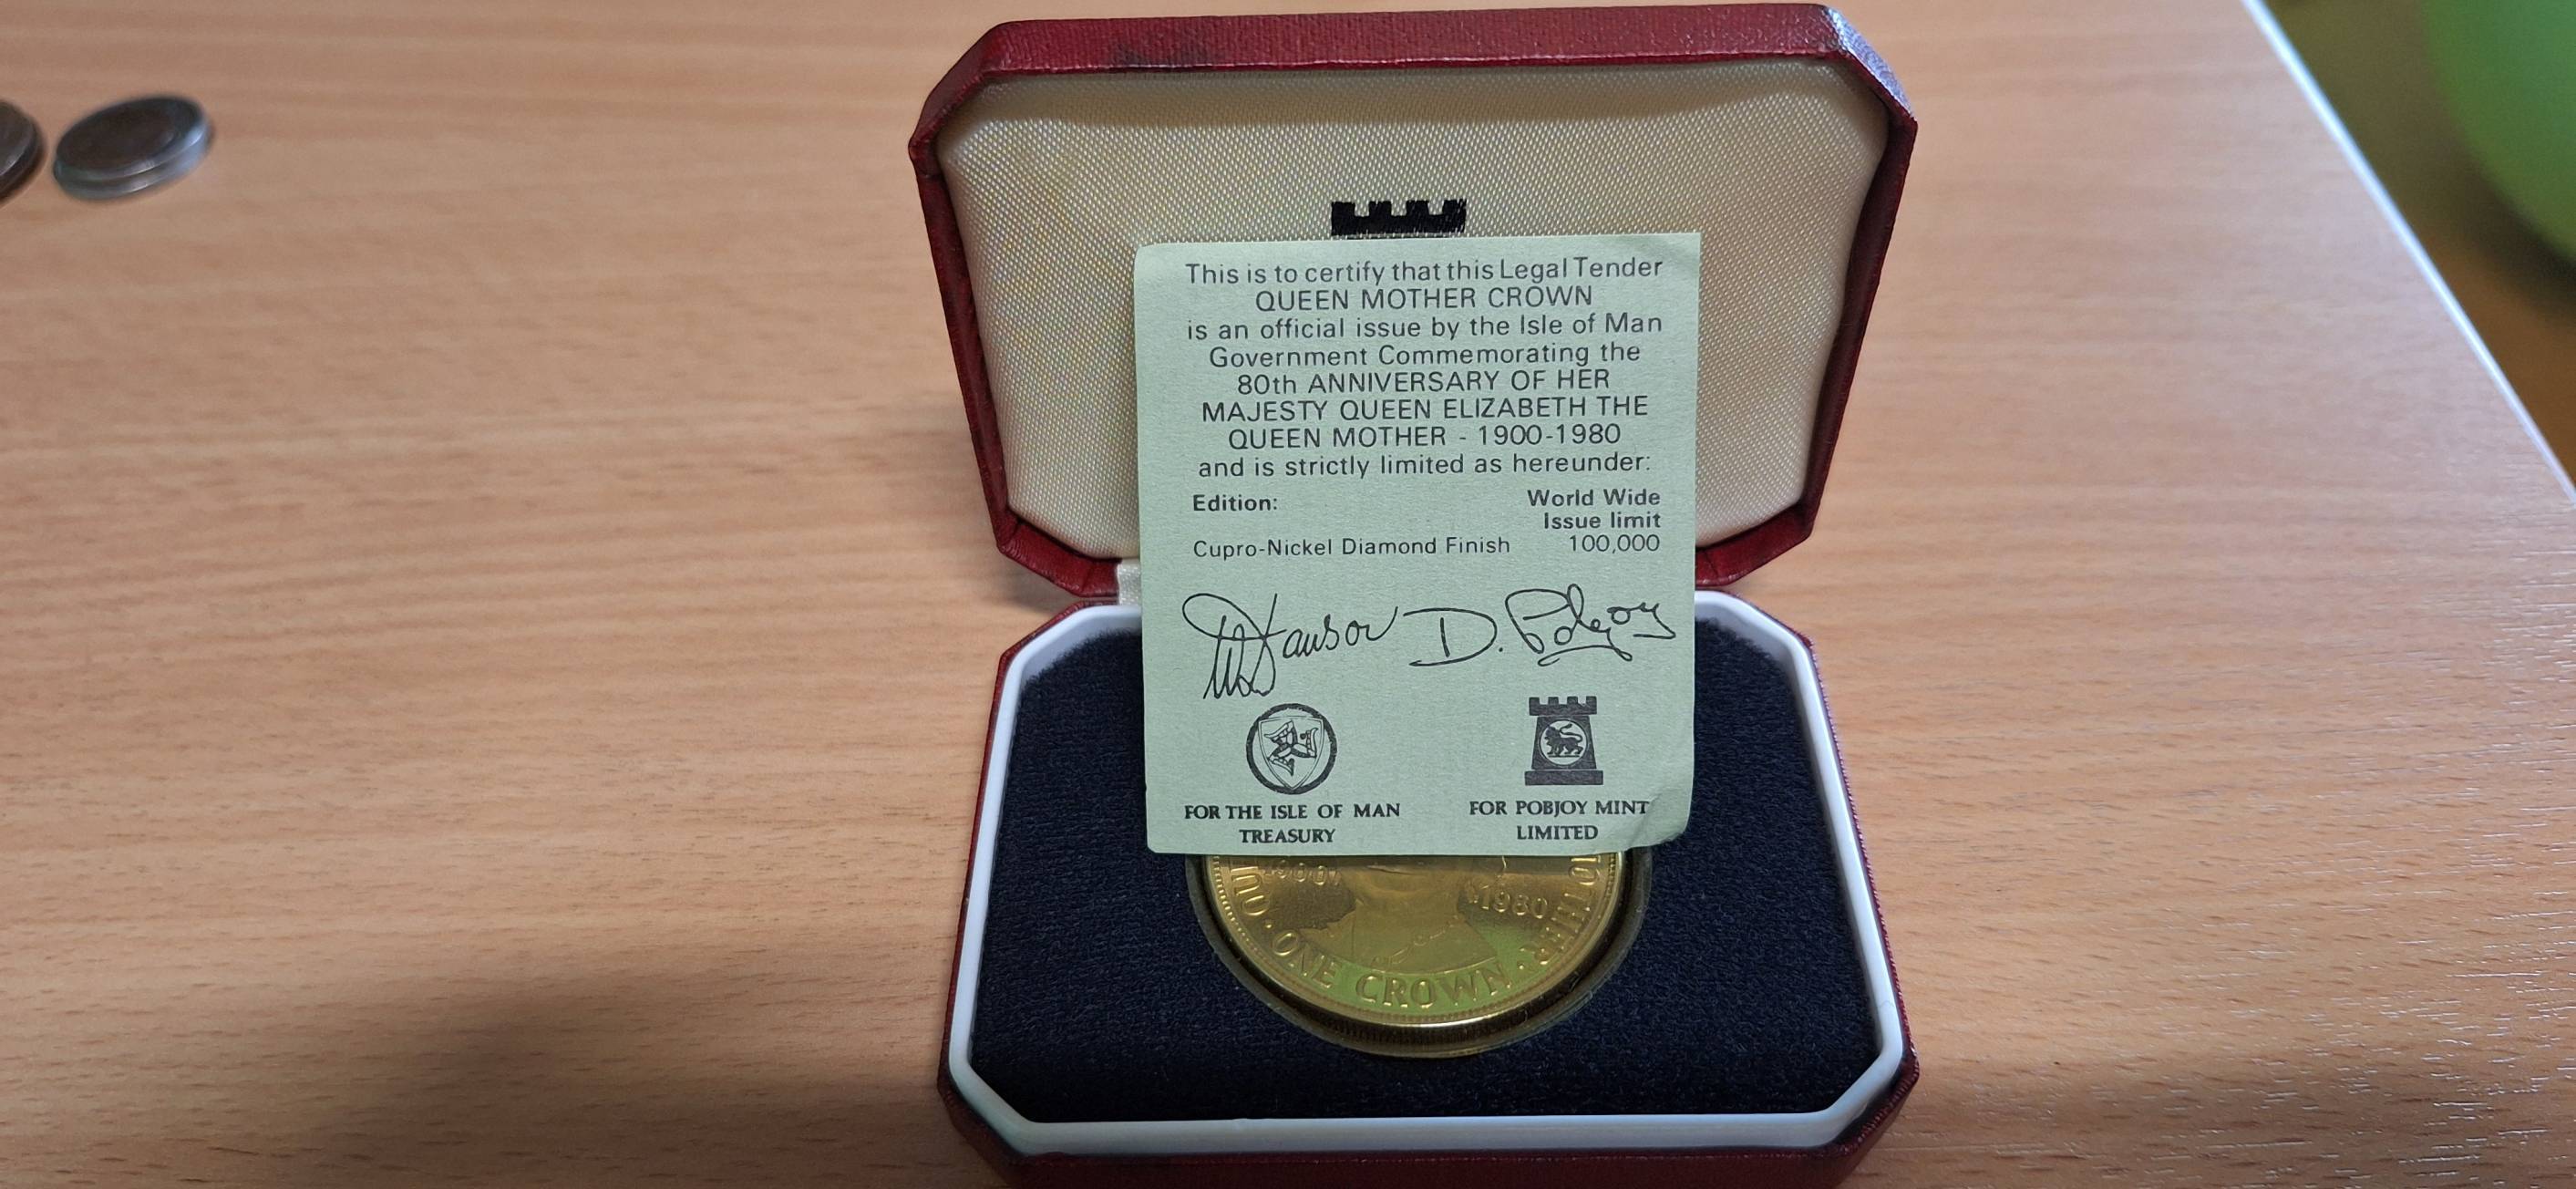 This is to certify that this Legal Tender
QUEEN MOTHER CROWN
is an official issue by the Isle of Man
Government Commemorating the
80th ANNIVERSARY OF HER
MAJESTY QUEEN ELIZABETH THE
QUEEN MOTHER - 1900-1980
and is strictly limited as hereunder:
Edition: World Wide
Issue limit
Cupro-Nickel Diamond Finish 100,000
D. Pobjoy
FOR THE ISLE OF MAN
TREASURY
FOR POBJOY MINT
LIMITED
1900
1980
· ONE CROWN ·